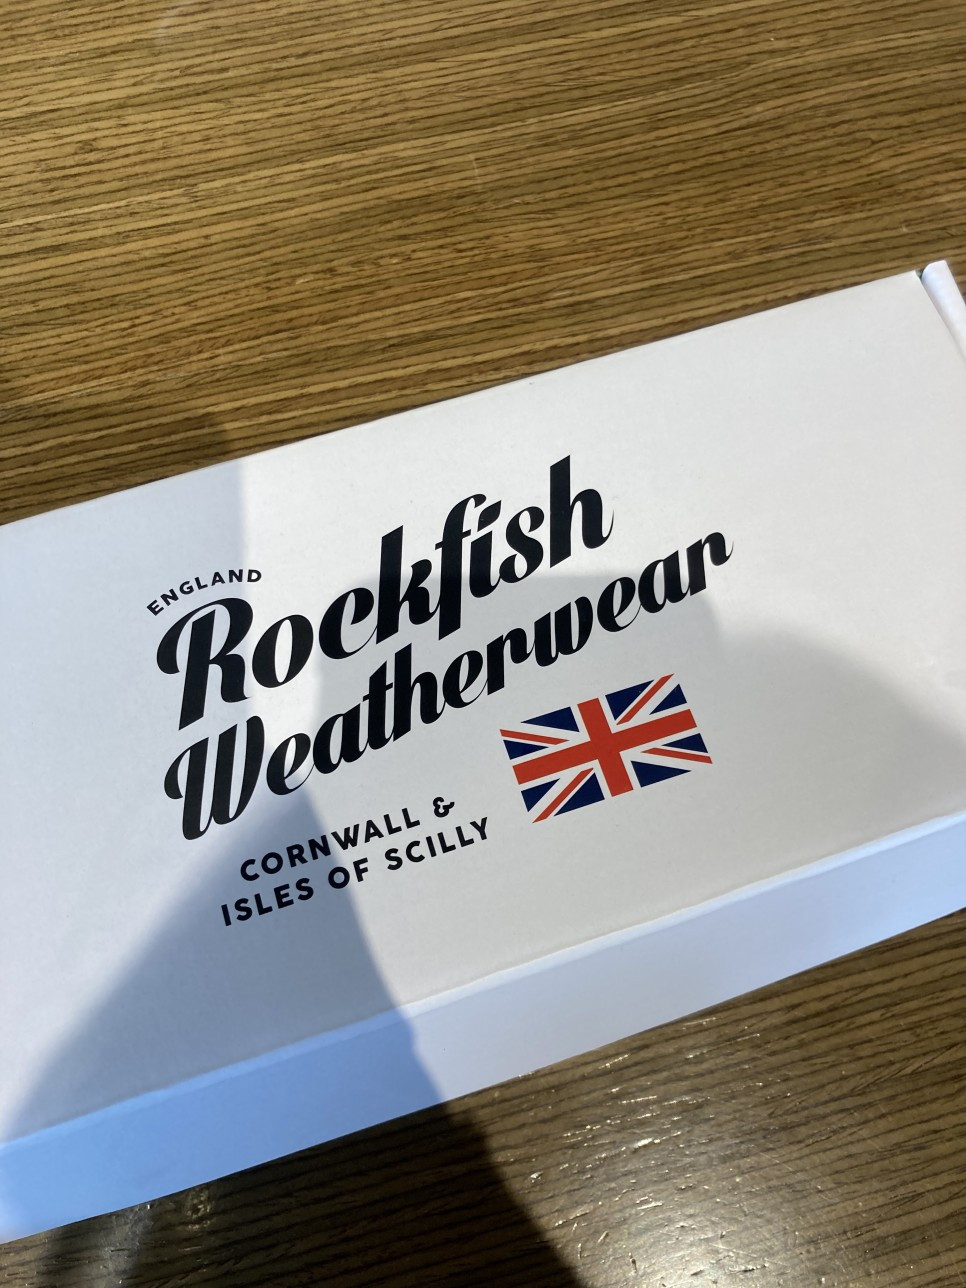 ENGLAND
Rockfish
Weatherwear
CORNWALL &
ISLES OF SCILLY